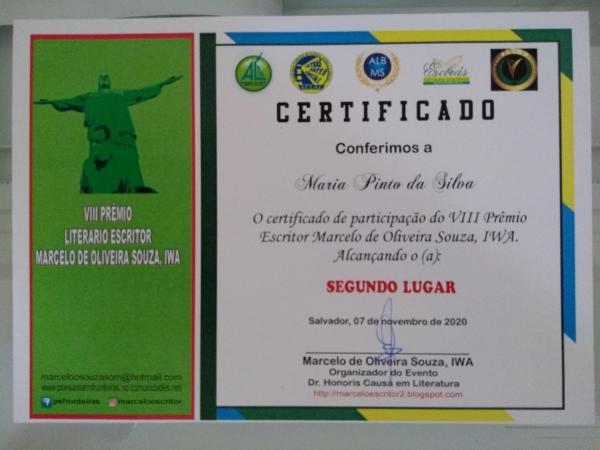 VIII PRÊMIO
LITERARIO ESCRITOR
MARCELO DE OLIVEIRA SOUZA, IWA
marceloosouzasom@hotmail.com
www.poesiassemfronteiras.no.comunidades.net
psfronteiras marceloescritor
ALB
MS
CERTIFICADO
Conferimos a
Maria Pinto da Silva
O certificado de participação do VIII Prêmio
Escritor Marcelo de Oliveira Souza, IWA.
Alcançando o (a):
SEGUNDO LUGAR
Salvador, 07 de novembro de 2020
Marcelo de Oliveira Souza, IWA
Organizador do Evento
Dr. Honoris Causa em Literatura
http://marceloescritor2.blogspot.com